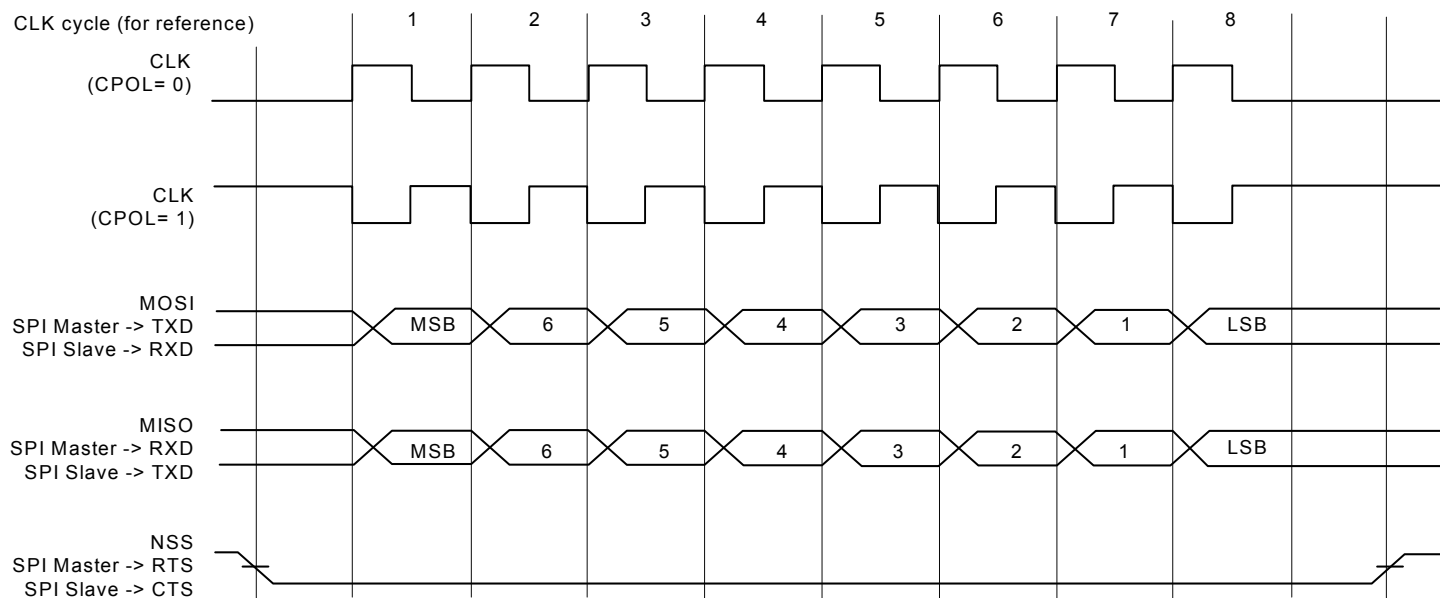 CLK cycle (for reference)
1 2 3 4 5 6 7 8
CLK
(CPOL= 0)
CLK
(CPOL= 1)
MOSI
SPI Master -> TXD
SPI Slave -> RXD
MSB 6 5 4 3 2 1 LSB
MISO
SPI Master -> RXD
SPI Slave -> TXD
MSB 6 5 4 3 2 1 LSB
NSS
SPI Master -> RTS
SPI Slave -> CTS